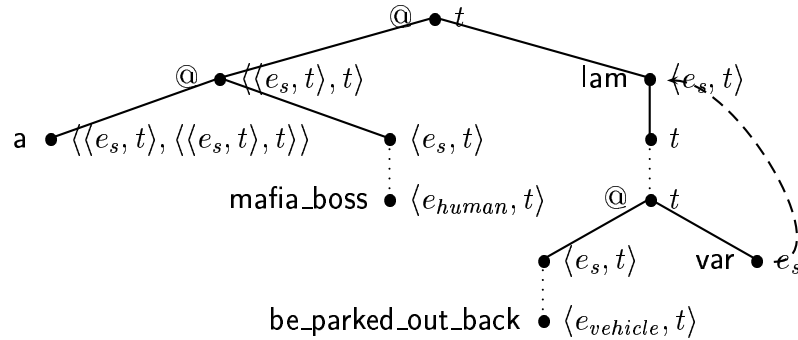 @ t
@ ⟨⟨e_s, t⟩, t⟩ lam ⟨e_s, t⟩
a ⟨⟨e_s, t⟩, ⟨⟨e_s, t⟩, t⟩⟩ ⟨e_s, t⟩ t
mafia_boss ⟨e_human, t⟩ @ t
⟨e_s, t⟩ var e_s
be_parked_out_back ⟨e_vehicle, t⟩